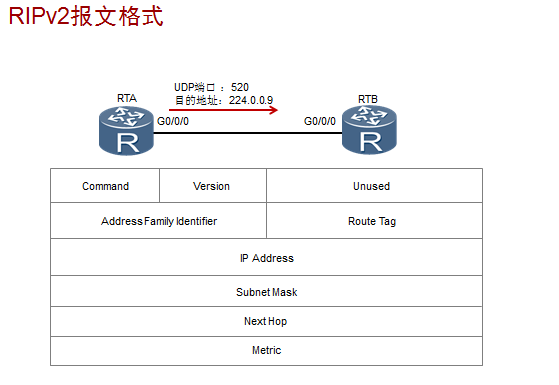 RIPv2报文格式
UDP端口 ：520
目的地址：224.0.0.9
RTA
RTB
G0/0/0
G0/0/0
R
R
Command
Version
Unused
Address Family Identifier
Route Tag
IP Address
Subnet Mask
Next Hop
Metric